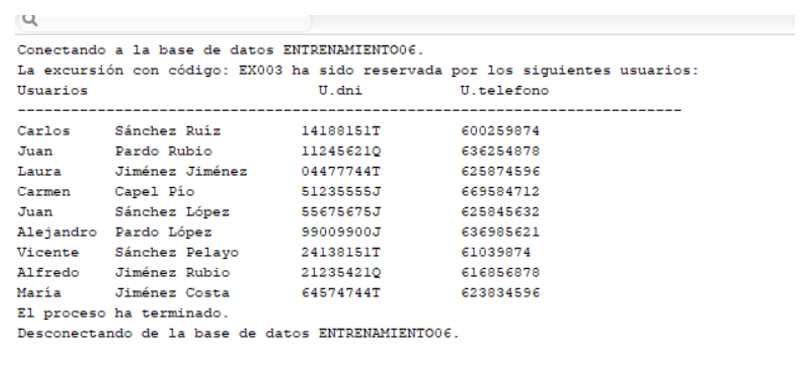 Conectando a la base de datos ENTRENAMIENTO06.
La excursión con código: EX003 ha sido reservada por los siguientes usuarios:
Usuarios U.dni U.telefono
--------------------------------------------------------------------------
Carlos Sánchez Ruíz 14188151T 600259874
Juan Pardo Rubio 11245621Q 636254878
Laura Jiménez Jiménez 04477744T 625874596
Carmen Capel Pío 51235555J 669584712
Juan Sánchez López 55675675J 625845632
Alejandro Pardo López 99009900J 636985621
Vicente Sánchez Pelayo 24138151T 61039874
Alfredo Jiménez Rubio 21235421Q 616856878
María Jiménez Costa 64574744T 623834596
El proceso ha terminado.
Desconectando de la base de datos ENTRENAMIENTO06.